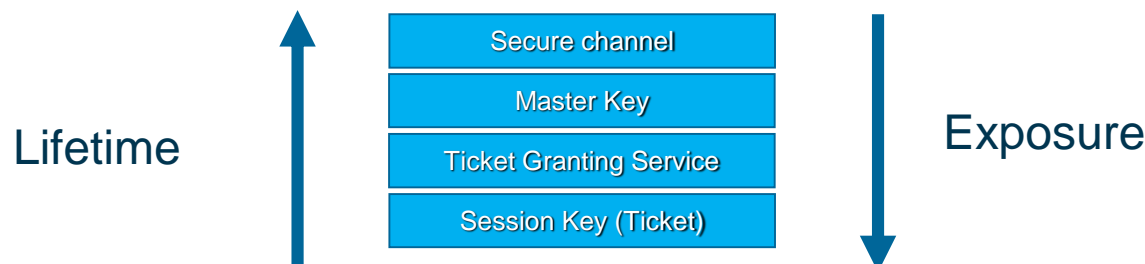 Secure channel
Master Key
Lifetime
Exposure
Ticket Granting Service
Session Key (Ticket)